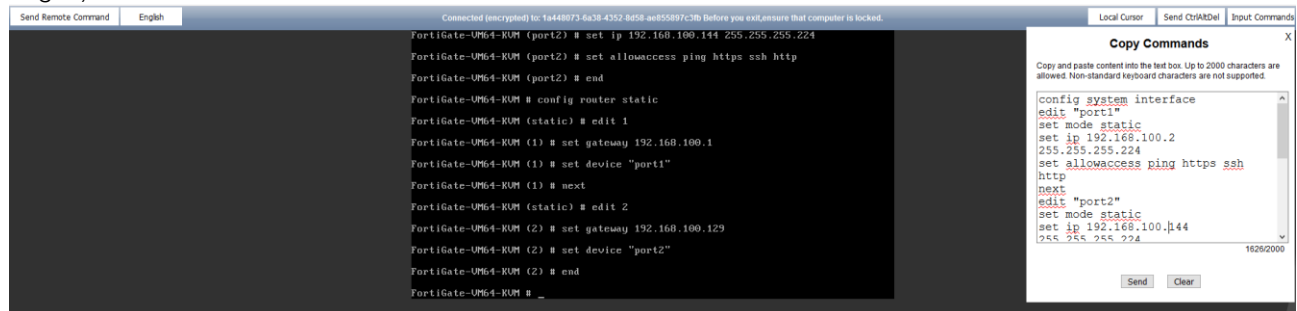 Send Remote Command
English
Connected (encrypted) to: 1a448073-6a38-4352-8d58-ae855897c3fb Before you exit,ensure that computer is locked.
Local Cursor
Send CtrlAltDel
Input Commands
FortiGate-VM64-KVM (port2) # set ip 192.168.100.144 255.255.255.224
FortiGate-VM64-KVM (port2) # set allowaccess ping https ssh http
FortiGate-VM64-KVM (port2) # end
FortiGate-VM64-KVM # config router static
FortiGate-VM64-KVM (static) # edit 1
FortiGate-VM64-KVM (1) # set gateway 192.168.100.1
FortiGate-VM64-KVM (1) # set device "port1"
FortiGate-VM64-KVM (1) # next
FortiGate-VM64-KVM (static) # edit 2
FortiGate-VM64-KVM (2) # set gateway 192.168.100.129
FortiGate-VM64-KVM (2) # set device "port2"
FortiGate-VM64-KVM (2) # end
FortiGate-VM64-KVM # _
X
Copy Commands
Copy and paste content into the text box. Up to 2000 characters are
allowed. Non-standard keyboard characters are not supported.
config system interface
edit "port1"
set mode static
set ip 192.168.100.2
255.255.255.224
set allowaccess ping https ssh
http
next
edit "port2"
set mode static
set ip 192.168.100.144
255.255.255.224
1626/2000
Send
Clear